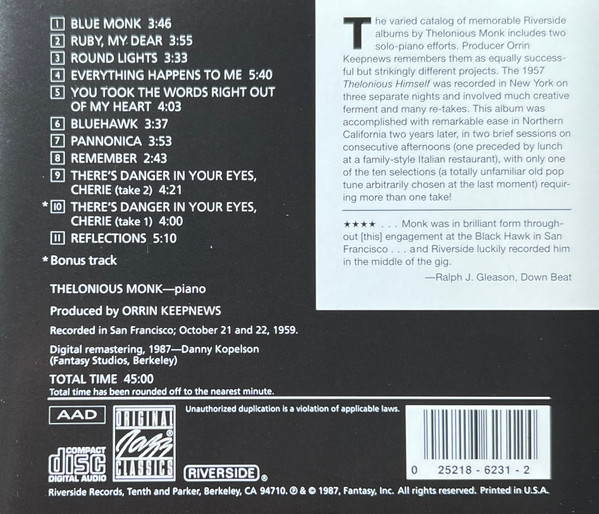 1 BLUE MONK 3:46
2 RUBY, MY DEAR 3:55
3 ROUND LIGHTS 3:33
4 EVERYTHING HAPPENS TO ME 5:40
5 YOU TOOK THE WORDS RIGHT OUT
OF MY HEART 4:03
6 BLUEHAWK 3:37
7 PANNONICA 3:53
8 REMEMBER 2:43
9 THERE'S DANGER IN YOUR EYES,
CHERIE (take 2) 4:21
*10 THERE'S DANGER IN YOUR EYES,
CHERIE (take 1) 4:00
11 REFLECTIONS 5:10
*Bonus track
THELONIOUS MONK—piano
Produced by ORRIN KEEPNEWS
Recorded in San Francisco; October 21 and 22, 1959.
Digital remastering, 1987—Danny Kopelson
(Fantasy Studios, Berkeley)
TOTAL TIME 45:00
Total time has been rounded off to the nearest minute.
The varied catalog of memorable Riverside
albums by Thelonious Monk includes two
solo-piano efforts. Producer Orrin
Keepnews remembers them as equally success-
ful but strikingly different projects. The 1957
Thelonious Himself was recorded in New York on
three separate nights and involved much creative
ferment and many re-takes. This album was
accomplished with remarkable ease in Northern
California two years later, in two brief sessions on
consecutive afternoons (one preceded by lunch
at a family-style Italian restaurant), with only one
of the ten selections (a totally unfamiliar old pop
tune arbitrarily chosen at the last moment) requir-
ing more than one take!
★★★★ . . . Monk was in brilliant form through-
out [this] engagement at the Black Hawk in San
Francisco . . . and Riverside luckily recorded him
in the middle of the gig.
—Ralph J. Gleason, Down Beat
AAD
ORIGINAL
Jazz
CLASSICS
®
Unauthorized duplication is a violation of applicable laws.
COMPACT
disc
DIGITAL AUDIO
RIVERSIDE®
0 25218-6231-2
Riverside Records, Tenth and Parker, Berkeley, CA 94710. ℗ & © 1987, Fantasy, Inc. All rights reserved. Printed in U.S.A.